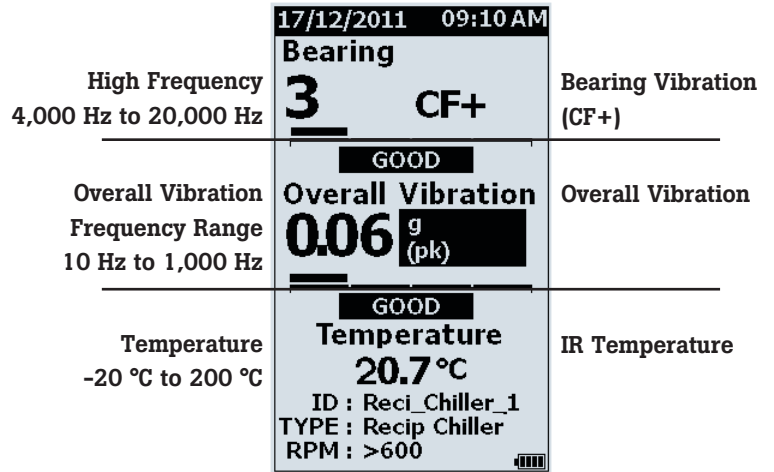 17/12/2011 09:10 AM
Bearing
3 CF+
GOOD
Overall Vibration
0.06 g
(pk)
GOOD
Temperature
20.7 °C
ID : Reci_Chiller_1
TYPE : Recip Chiller
RPM : >600
High Frequency
4,000 Hz to 20,000 Hz
Overall Vibration
Frequency Range
10 Hz to 1,000 Hz
Temperature
-20 °C to 200 °C
Bearing Vibration
(CF+)
Overall Vibration
IR Temperature